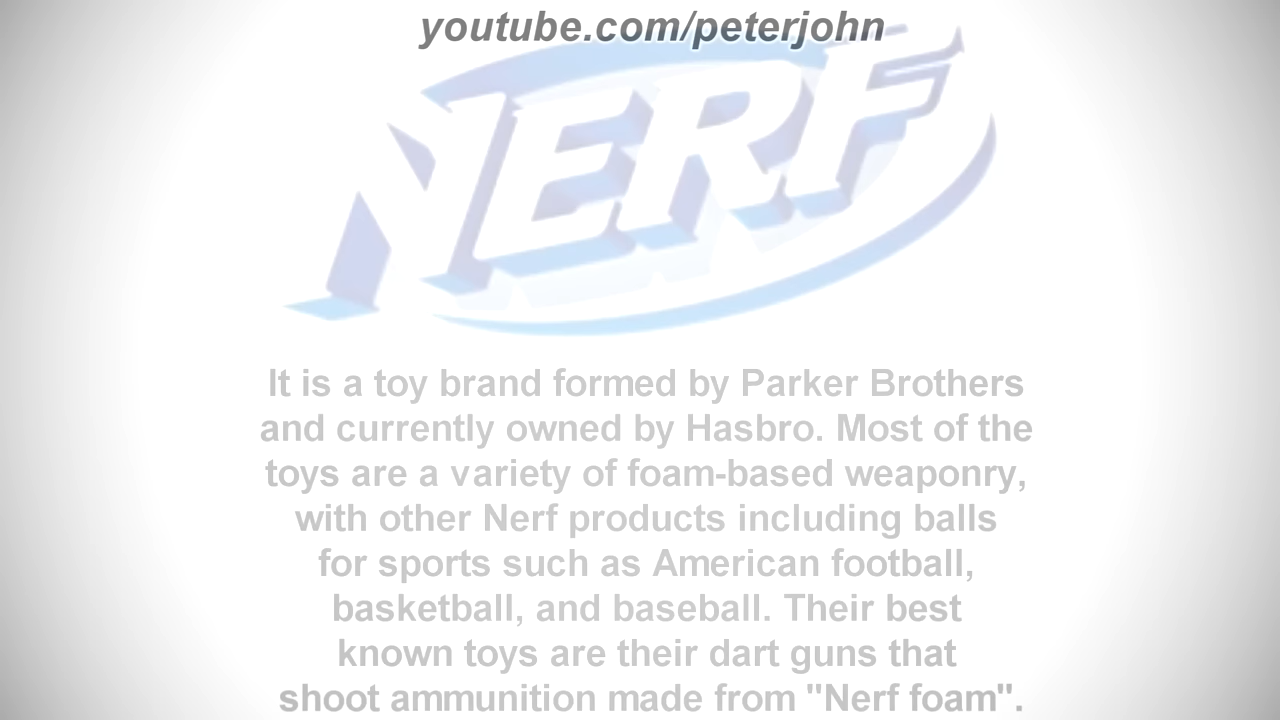 youtube.com/peterjohn
NERF
It is a toy brand formed by Parker Brothers
and currently owned by Hasbro. Most of the
toys are a variety of foam-based weaponry,
with other Nerf products including balls
for sports such as American football,
basketball, and baseball. Their best
known toys are their dart guns that
shoot ammunition made from "Nerf foam".